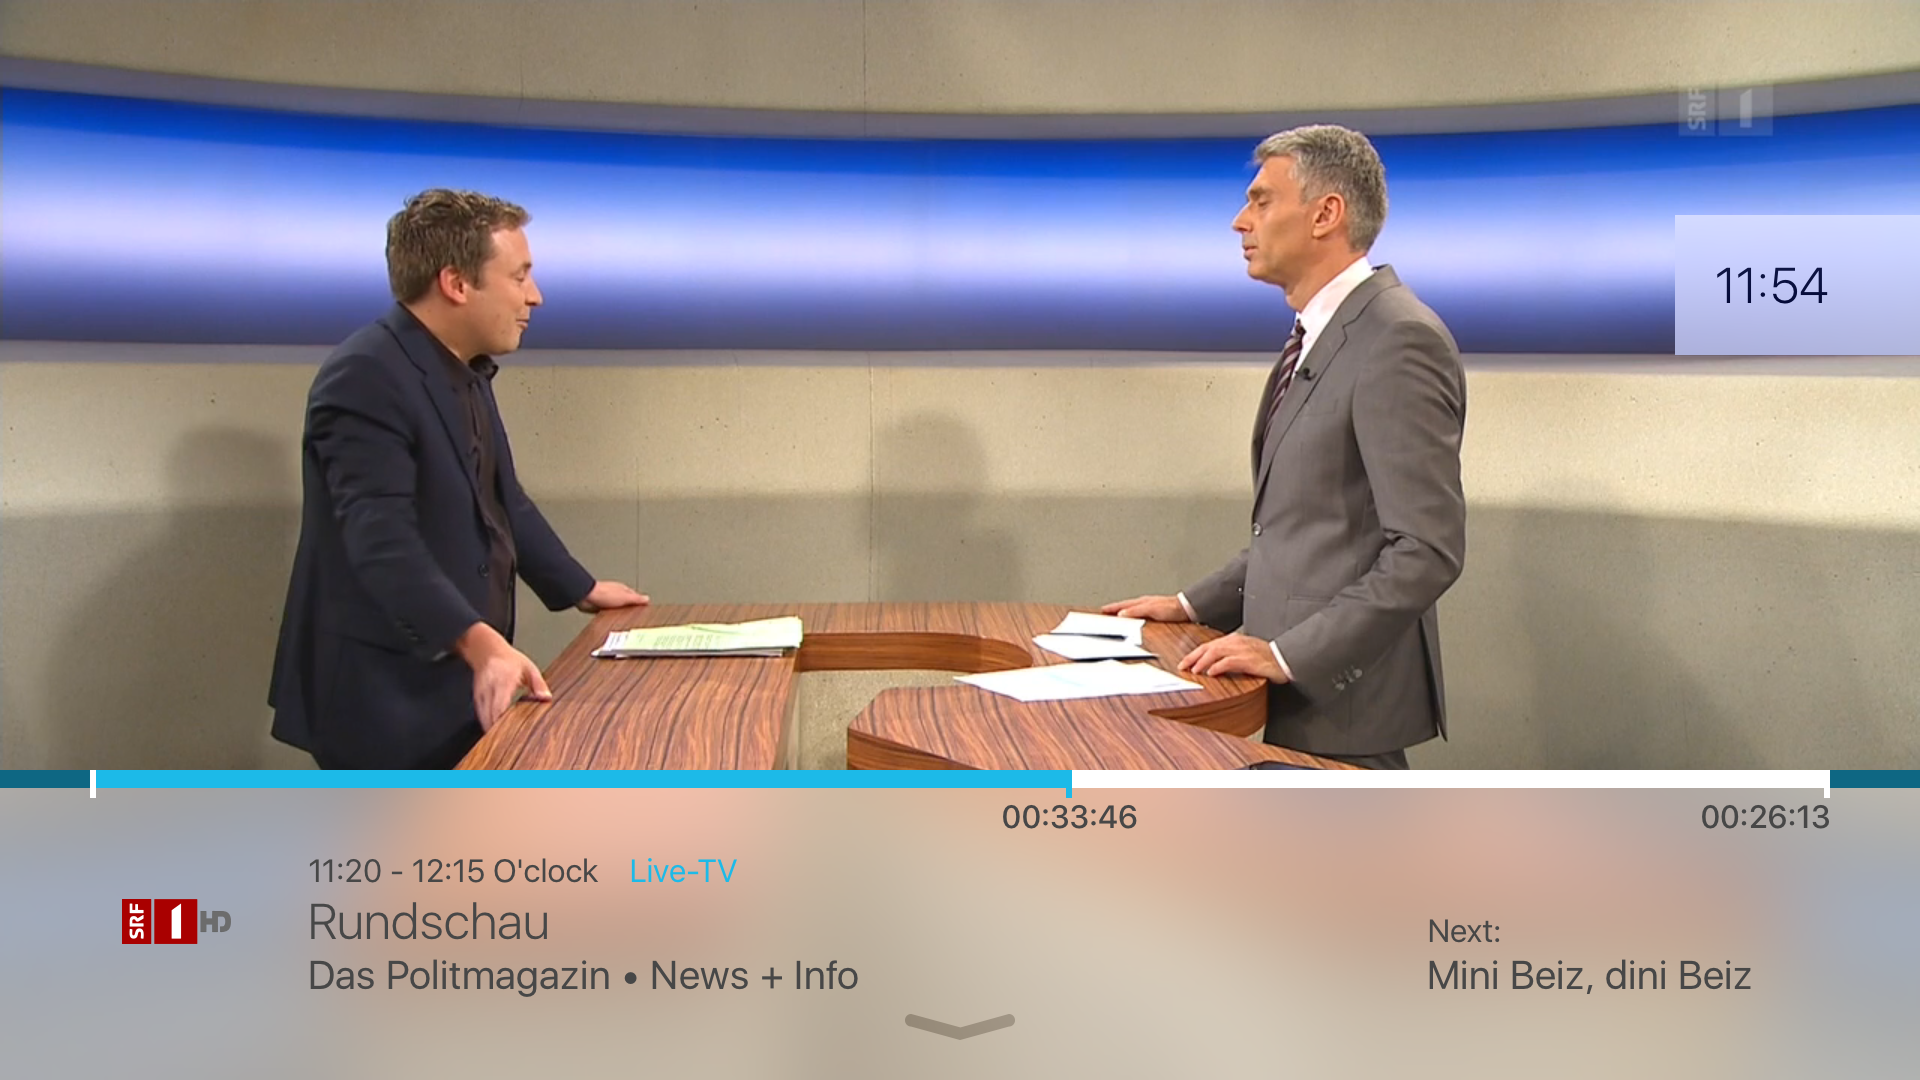 SRF 1
11:54
00:33:46
00:26:13
11:20 - 12:15 O'clock Live-TV
SRF 1 HD
Rundschau
Das Politmagazin • News + Info
Next:
Mini Beiz, dini Beiz